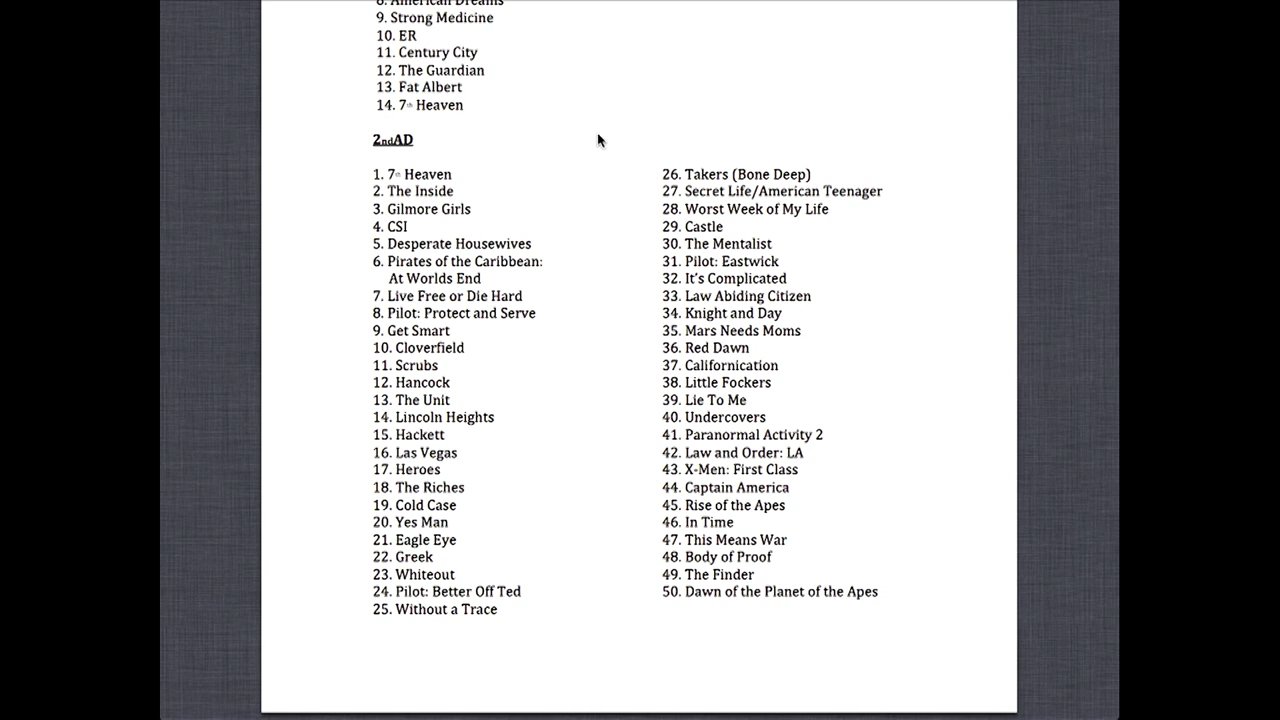 8. American Dreams
9. Strong Medicine
10. ER
11. Century City
12. The Guardian
13. Fat Albert
14. 7th Heaven
2ndAD
1. 7th Heaven
2. The Inside
3. Gilmore Girls
4. CSI
5. Desperate Housewives
6. Pirates of the Caribbean:
At Worlds End
7. Live Free or Die Hard
8. Pilot: Protect and Serve
9. Get Smart
10. Cloverfield
11. Scrubs
12. Hancock
13. The Unit
14. Lincoln Heights
15. Hackett
16. Las Vegas
17. Heroes
18. The Riches
19. Cold Case
20. Yes Man
21. Eagle Eye
22. Greek
23. Whiteout
24. Pilot: Better Off Ted
25. Without a Trace
26. Takers (Bone Deep)
27. Secret Life/American Teenager
28. Worst Week of My Life
29. Castle
30. The Mentalist
31. Pilot: Eastwick
32. It's Complicated
33. Law Abiding Citizen
34. Knight and Day
35. Mars Needs Moms
36. Red Dawn
37. Californication
38. Little Fockers
39. Lie To Me
40. Undercovers
41. Paranormal Activity 2
42. Law and Order: LA
43. X-Men: First Class
44. Captain America
45. Rise of the Apes
46. In Time
47. This Means War
48. Body of Proof
49. The Finder
50. Dawn of the Planet of the Apes